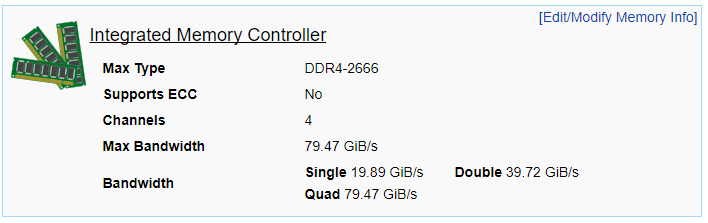 [Edit/Modify Memory Info]
Integrated Memory Controller
Max Type DDR4-2666
Supports ECC No
Channels 4
Max Bandwidth 79.47 GiB/s
Bandwidth Single 19.89 GiB/s Double 39.72 GiB/s
Quad 79.47 GiB/s